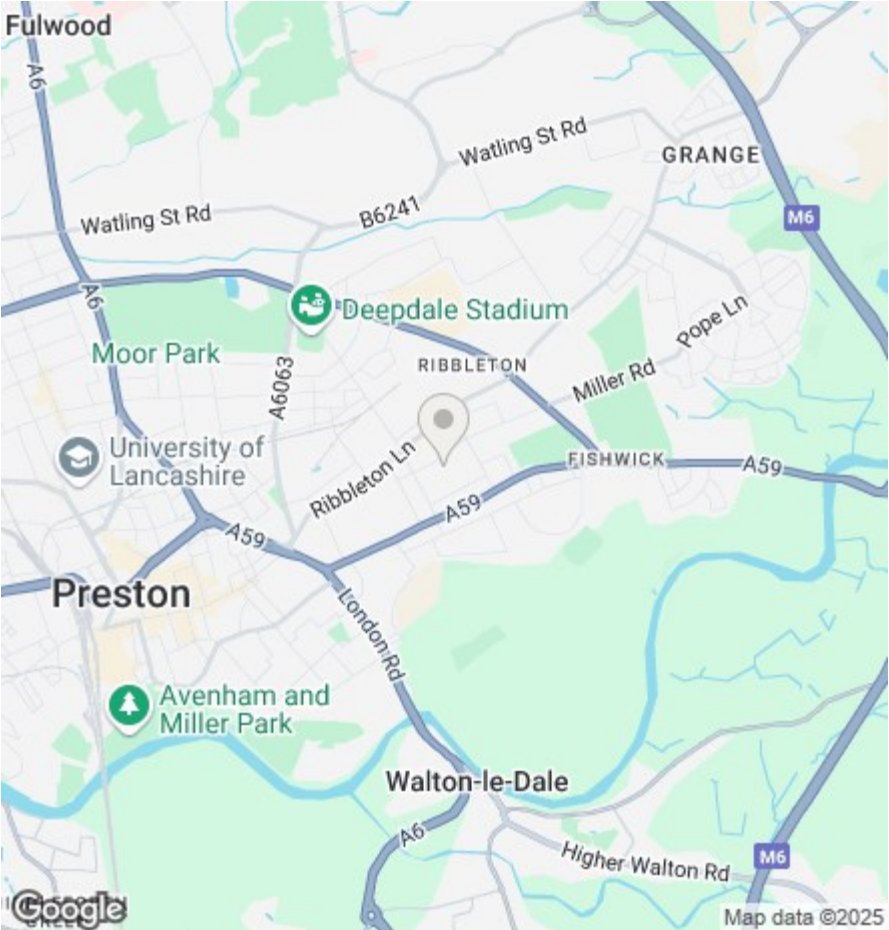 Fulwood
A6
Watling St Rd
GRANGE
B6241
Watling St Rd
M6
A6
Deepdale Stadium
Pope Ln
Moor Park
RIBBLETON
Miller Rd
A6063
University of
Lancashire
Ribbleton Ln
FISHWICK
A59
A59
A59
Preston
London Rd
Avenham and
Miller Park
Walton-le-Dale
A6
Higher Walton Rd
M6
Google
Map data ©2025